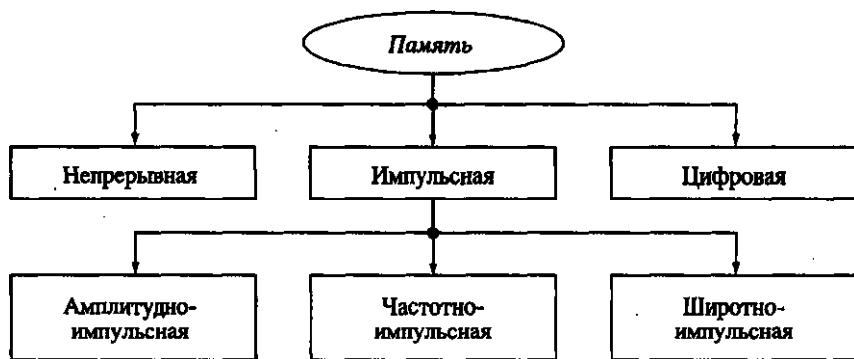 Память
Непрерывная
Импульсная
Цифровая
Амплитудно-
импульсная
Частотно-
импульсная
Широтно-
импульсная